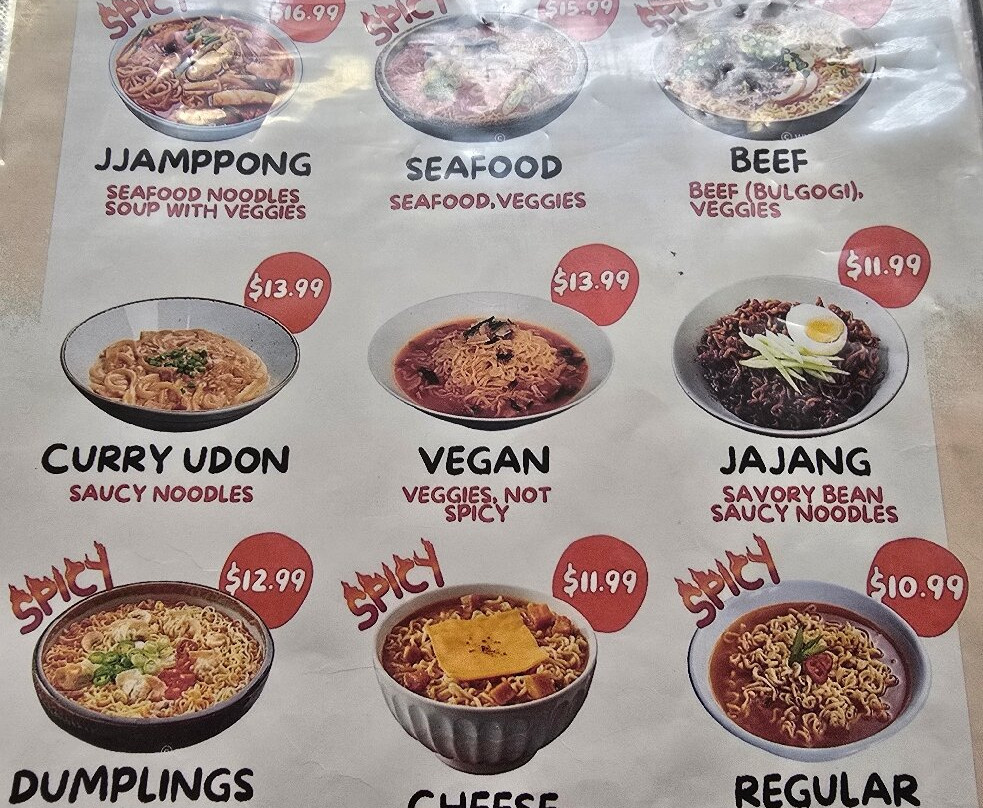 SPICY $16.99 SPICY $15.99 SPICY
JJAMPPONG
SEAFOOD NOODLES
SOUP WITH VEGGIES
SEAFOOD
SEAFOOD, VEGGIES
BEEF
BEEF (BULGOGI),
VEGGIES
$13.99
CURRY UDON
SAUCY NOODLES
$13.99
VEGAN
VEGGIES, NOT
SPICY
$11.99
JAJANG
SAVORY BEAN
SAUCY NOODLES
SPICY $12.99
DUMPLINGS
SPICY $11.99
CHEESE
SPICY $10.99
REGULAR